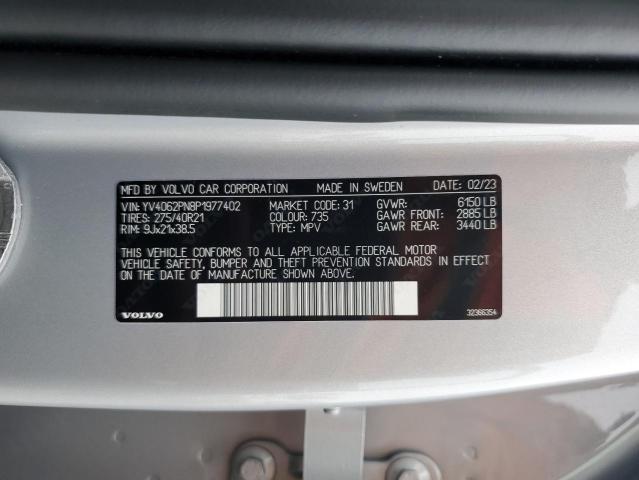 MFD BY VOLVO CAR CORPORATION MADE IN SWEDEN DATE: 02/23
VIN: YV4062PN8P1977402 MARKET CODE: 31 GVWR: 6150 LB
TIRES: 275/40R21 COLOUR: 735 GAWR FRONT: 2885 LB
RIM: 9Jx21x38.5 TYPE: MPV GAWR REAR: 3440 LB
THIS VEHICLE CONFORMS TO ALL APPLICABLE FEDERAL MOTOR
VEHICLE SAFETY, BUMPER AND THEFT PREVENTION STANDARDS IN EFFECT
ON THE DATE OF MANUFACTURE SHOWN ABOVE.
VOLVO 32366354